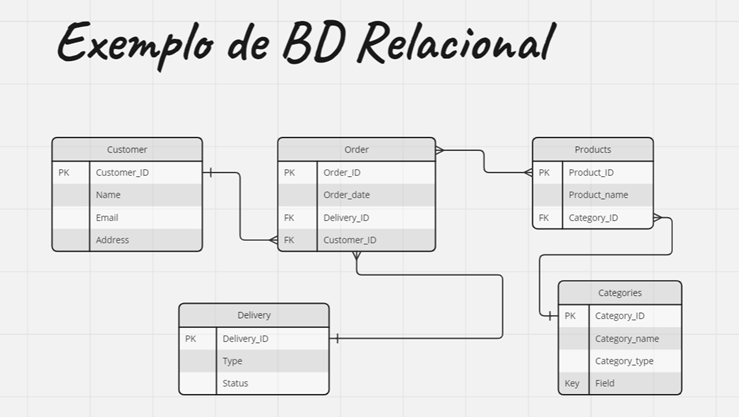 Exemplo de BD Relacional
Customer
PK Customer_ID
Name
Email
Address
Order
PK Order_ID
Order_date
FK Delivery_ID
FK Customer_ID
Products
PK Product_ID
Product_name
FK Category_ID
Delivery
PK Delivery_ID
Type
Status
Categories
PK Category_ID
Category_name
Category_type
Key Field